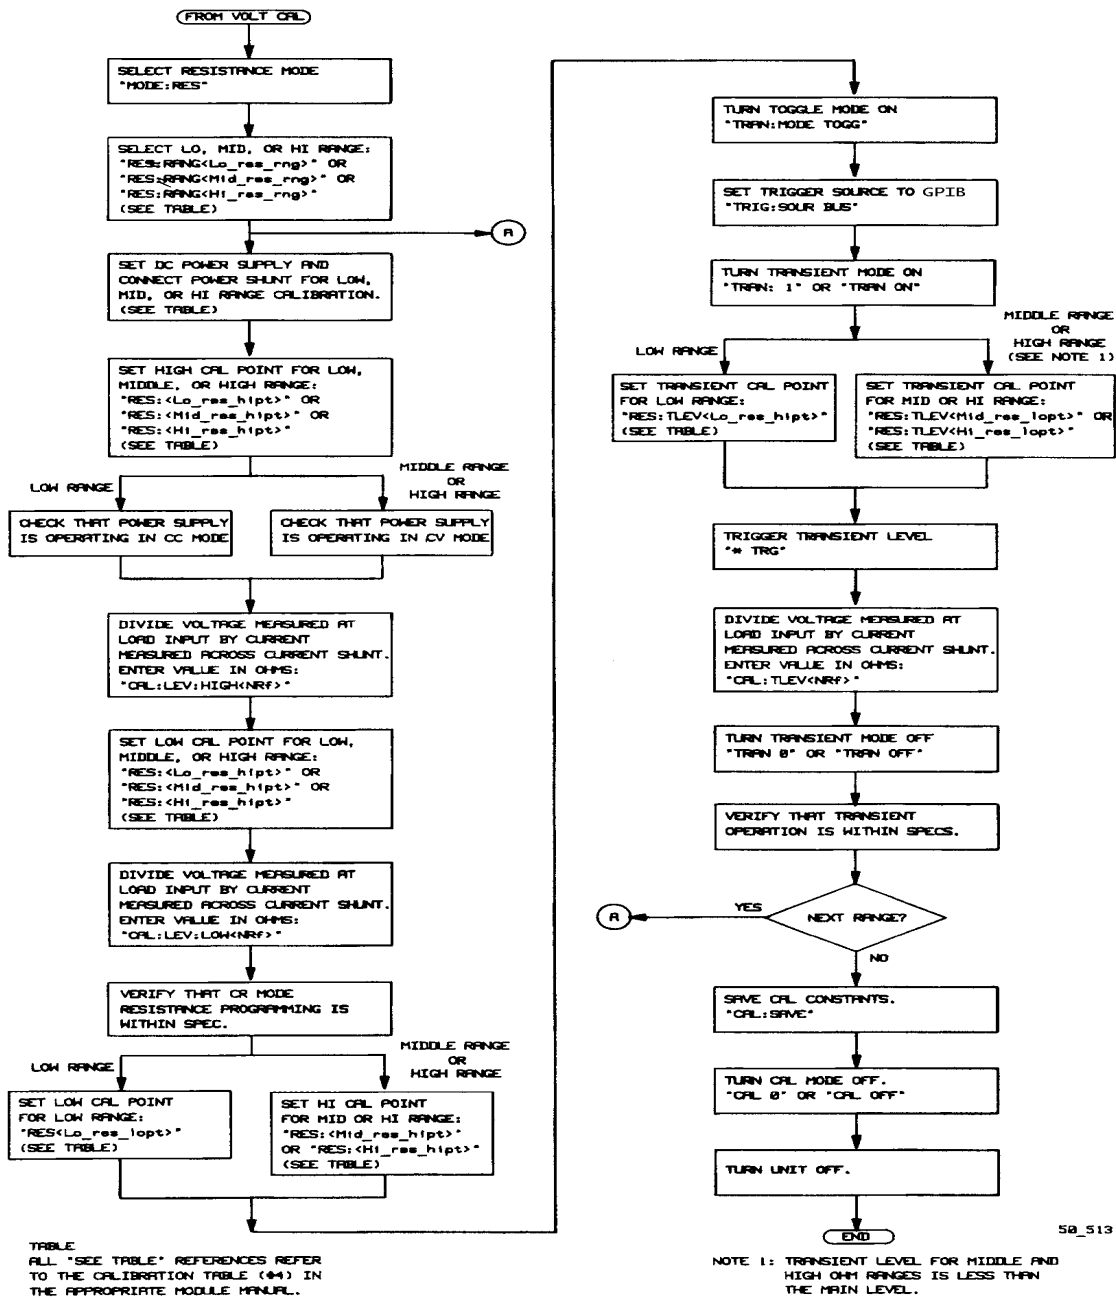 FROM VOLT CAL
SELECT RESISTANCE MODE
"MODE:RES"
SELECT LO, MID, OR HI RANGE:
"RES:RANG<Lo_res_rng>" OR
"RES:RANG<Mid_res_rng>" OR
"RES:RANG<Hi_res_rng>"
(SEE TABLE)
A
SET DC POWER SUPPLY AND
CONNECT POWER SHUNT FOR LOW,
MID, OR HI RANGE CALIBRATION.
(SEE TABLE)
SET HIGH CAL POINT FOR LOW,
MIDDLE, OR HIGH RANGE:
"RES:<Lo_res_hipt>" OR
"RES:<Mid_res_hipt>" OR
"RES:<Hi_res_hipt>"
(SEE TABLE)
LOW RANGE
MIDDLE RANGE
OR
HIGH RANGE
CHECK THAT POWER SUPPLY
IS OPERATING IN CC MODE
CHECK THAT POWER SUPPLY
IS OPERATING IN CV MODE
DIVIDE VOLTAGE MEASURED AT
LOAD INPUT BY CURRENT
MEASURED ACROSS CURRENT SHUNT.
ENTER VALUE IN OHMS:
"CAL:LEV:HIGH<NRf>"
SET LOW CAL POINT FOR LOW,
MIDDLE, OR HIGH RANGE:
"RES:<Lo_res_hipt>" OR
"RES:<Mid_res_hipt>" OR
"RES:<Hi_res_hipt>"
(SEE TABLE)
DIVIDE VOLTAGE MEASURED AT
LOAD INPUT BY CURRENT
MEASURED ACROSS CURRENT SHUNT.
ENTER VALUE IN OHMS:
"CAL:LEV:LOW<NRf>"
VERIFY THAT CR MODE
RESISTANCE PROGRAMMING IS
WITHIN SPEC.
LOW RANGE
MIDDLE RANGE
OR
HIGH RANGE
SET LOW CAL POINT
FOR LOW RANGE:
"RES<Lo_res_lopt>"
(SEE TABLE)
SET HI CAL POINT
FOR MID OR HI RANGE:
"RES:<Mid_res_hipt>"
OR "RES:<Hi_res_hipt>"
(SEE TABLE)
TABLE
ALL "SEE TABLE" REFERENCES REFER
TO THE CALIBRATION TABLE (#4) IN
THE APPROPRIATE MODULE MANUAL.
TURN TOGGLE MODE ON
"TRAN:MODE TOGG"
SET TRIGGER SOURCE TO GPIB
"TRIG:SOUR BUS"
TURN TRANSIENT MODE ON
"TRAN: 1" OR "TRAN ON"
LOW RANGE
MIDDLE RANGE
OR
HIGH RANGE
(SEE NOTE 1)
SET TRANSIENT CAL POINT
FOR LOW RANGE:
"RES:TLEV<Lo_res_hipt>"
(SEE TABLE)
SET TRANSIENT CAL POINT
FOR MID OR HI RANGE:
"RES:TLEV<Mid_res_lopt>" OR
"RES:TLEV<Hi_res_lopt>"
(SEE TABLE)
TRIGGER TRANSIENT LEVEL
"* TRG"
DIVIDE VOLTAGE MEASURED AT
LOAD INPUT BY CURRENT
MEASURED ACROSS CURRENT SHUNT.
ENTER VALUE IN OHMS:
"CAL:TLEV<NRf>"
TURN TRANSIENT MODE OFF
"TRAN 0" OR "TRAN OFF"
VERIFY THAT TRANSIENT
OPERATION IS WITHIN SPECS.
NEXT RANGE?
YES
A
NO
SAVE CAL CONSTANTS.
"CAL:SAVE"
TURN CAL MODE OFF.
"CAL 0" OR "CAL OFF"
TURN UNIT OFF.
END
50_513
NOTE 1: TRANSIENT LEVEL FOR MIDDLE AND
HIGH OHM RANGES IS LESS THAN
THE MAIN LEVEL.